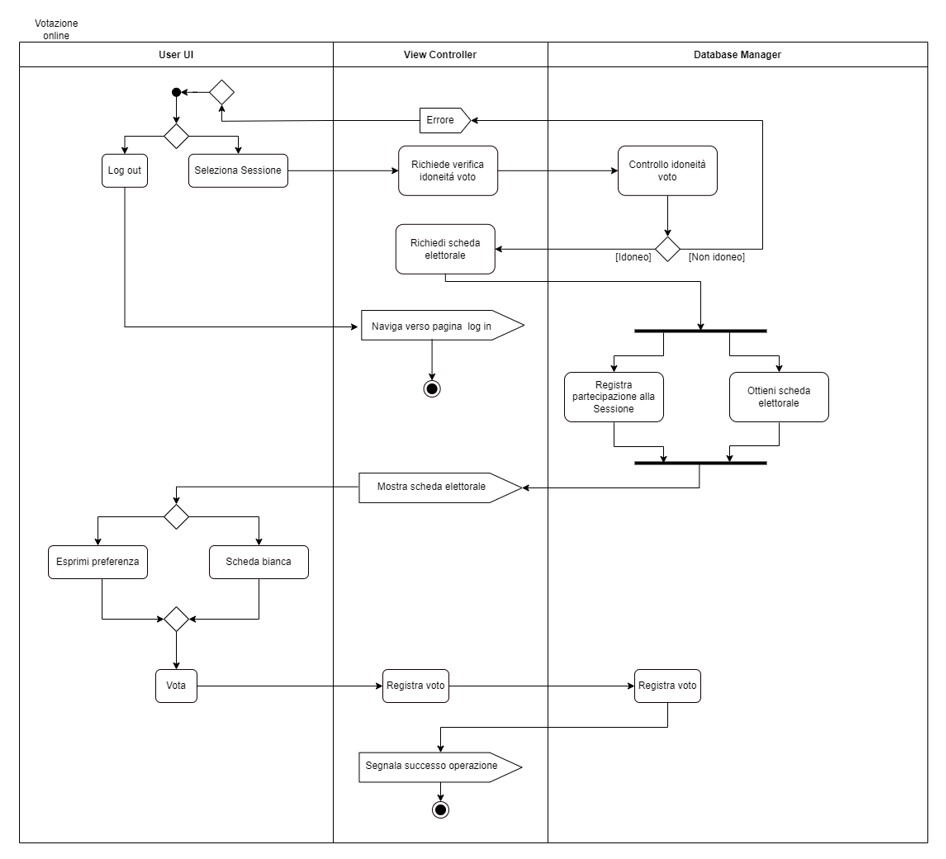 Votazione
online
User UI
View Controller
Database Manager
Errore
Log out
Seleziona Sessione
Richiede verifica
idoneitá voto
Controllo idoneità
voto
Richiedi scheda
elettorale
[Idoneo]
[Non idoneo]
Naviga verso pagina log in
Registra
partecipazione alla
Sessione
Ottieni scheda
elettorale
Mostra scheda elettorale
Esprimi preferenza
Scheda bianca
Vota
Registra voto
Registra voto
Segnala successo operazione